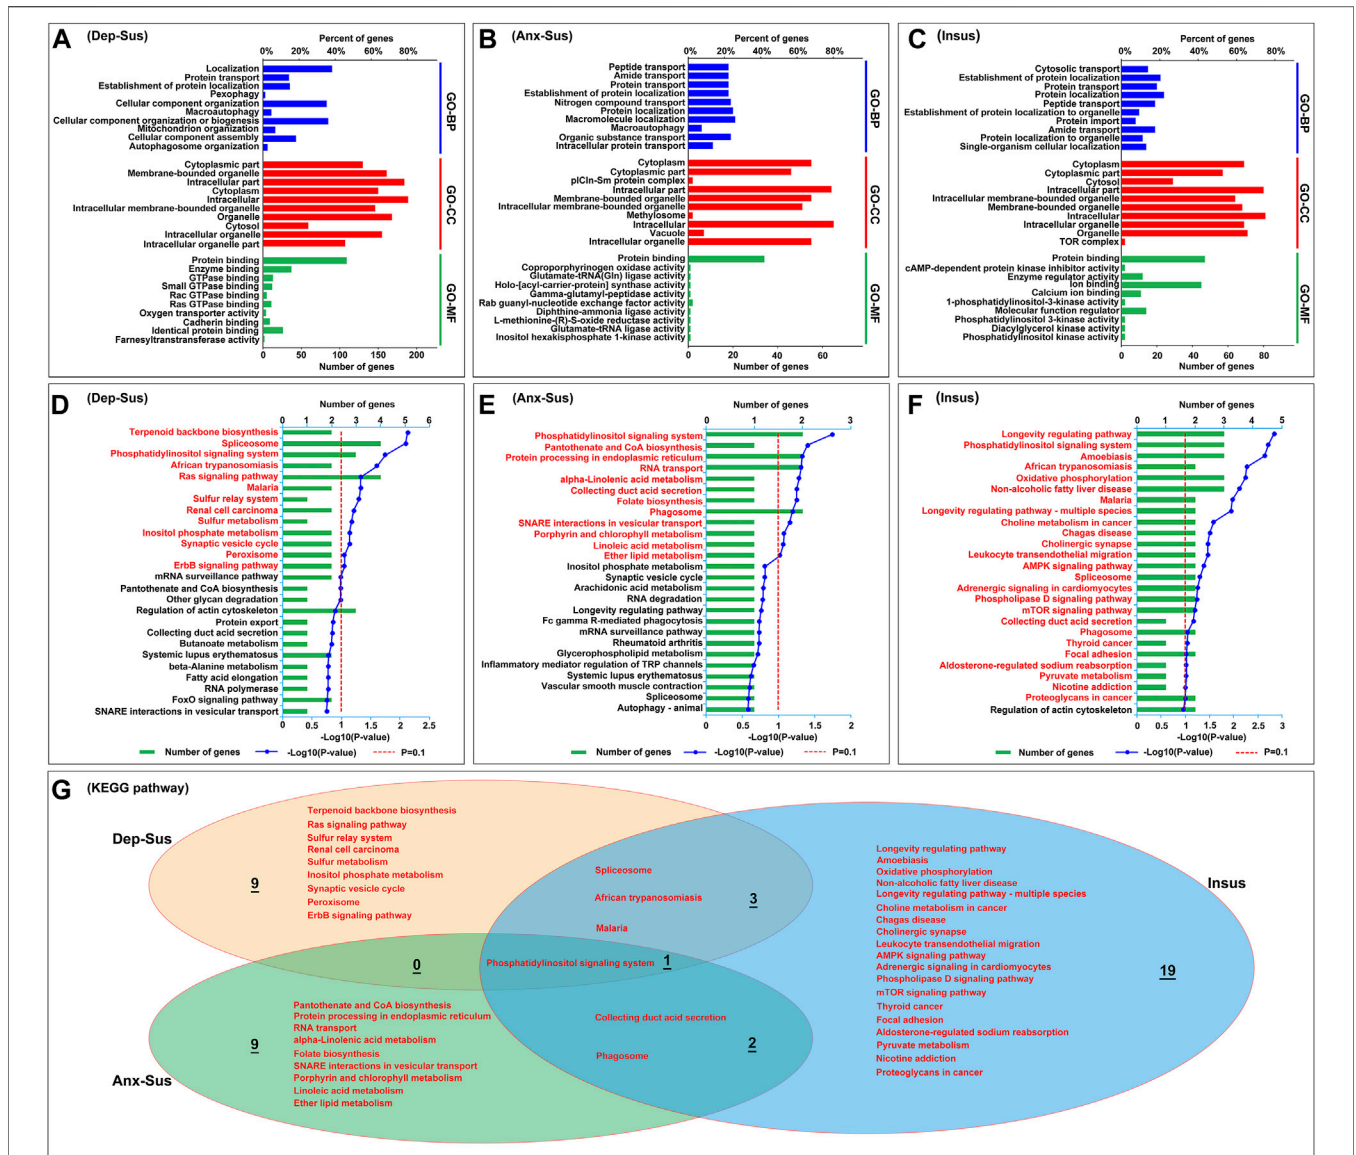 A (Dep-Sus)
Percent of genes
0% 20% 40% 60% 80%
Localization
Protein transport
Establishment of protein localization
Pexophagy
Cellular component organization
Macroautophagy
Cellular component organization or biogenesis
Mitochondrion organization
Cellular component assembly
Autophagosome organization
GO-BP
Cytoplasmic part
Membrane-bounded organelle
Intracellular part
Cytoplasm
Intracellular
Intracellular membrane-bounded organelle
Organelle
Cytosol
Intracellular organelle
Intracellular organelle part
GO-CC
Protein binding
Enzyme binding
GTPase binding
Small GTPase binding
Rac GTPase binding
Ras GTPase binding
Oxygen transporter activity
Cadherin binding
Identical protein binding
Farnesyltranstransferase activity
GO-MF
0 50 100 150 200
Number of genes
B (Anx-Sus)
Percent of genes
0% 20% 40% 60% 80%
Peptide transport
Amide transport
Protein transport
Establishment of protein localization
Nitrogen compound transport
Protein localization
Macromolecule localization
Macroautophagy
Organic substance transport
Intracellular protein transport
GO-BP
Cytoplasm
Cytoplasmic part
pICln-Sm protein complex
Intracellular part
Membrane-bounded organelle
Intracellular membrane-bounded organelle
Methylosome
Intracellular
Vacuole
Intracellular organelle
GO-CC
Protein binding
Coproporphyrinogen oxidase activity
Glutamate-tRNA(Gln) ligase activity
Holo-[acyl-carrier-protein] synthase activity
Gamma-glutamyl-peptidase activity
Rab guanyl-nucleotide exchange factor activity
Diphthine-ammonia ligase activity
L-methionine-(R)-S-oxide reductase activity
Glutamate-tRNA ligase activity
Inositol hexakisphosphate 1-kinase activity
GO-MF
0 20 40 60
Number of genes
C (Insus)
Percent of genes
0% 20% 40% 60% 80%
Cytosolic transport
Establishment of protein localization
Protein transport
Protein localization
Peptide transport
Establishment of protein localization to organelle
Protein import
Amide transport
Protein localization to organelle
Single-organism cellular localization
GO-BP
Cytoplasm
Cytoplasmic part
Cytosol
Intracellular part
Intracellular membrane-bounded organelle
Membrane-bounded organelle
Intracellular
Intracellular organelle
Organelle
TOR complex
GO-CC
Protein binding
cAMP-dependent protein kinase inhibitor activity
Enzyme regulator activity
Ion binding
Calcium ion binding
1-phosphatidylinositol-3-kinase activity
Molecular function regulator
Phosphatidylinositol 3-kinase activity
Diacylglycerol kinase activity
Phosphatidylinositol kinase activity
GO-MF
0 20 40 60 80
Number of genes
D (Dep-Sus)
Number of genes
0 1 2 3 4 5 6
Terpenoid backbone biosynthesis
Spliceosome
Phosphatidylinositol signaling system
African trypanosomiasis
Ras signaling pathway
Malaria
Sulfur relay system
Renal cell carcinoma
Sulfur metabolism
Inositol phosphate metabolism
Synaptic vesicle cycle
Peroxisome
ErbB signaling pathway
mRNA surveillance pathway
Pantothenate and CoA biosynthesis
Other glycan degradation
Regulation of actin cytoskeleton
Protein export
Collecting duct acid secretion
Butanoate metabolism
Systemic lupus erythematosus
beta-Alanine metabolism
Fatty acid elongation
RNA polymerase
FoxO signaling pathway
SNARE interactions in vesicular transport
0 0.5 1 1.5 2 2.5
-Log10(P-value)
Number of genes -Log10(P-value) P=0.1
E (Anx-Sus)
Number of genes
0 1 2 3
Phosphatidylinositol signaling system
Pantothenate and CoA biosynthesis
Protein processing in endoplasmic reticulum
RNA transport
alpha-Linolenic acid metabolism
Collecting duct acid secretion
Folate biosynthesis
Phagosome
SNARE interactions in vesicular transport
Porphyrin and chlorophyll metabolism
Linoleic acid metabolism
Ether lipid metabolism
Inositol phosphate metabolism
Synaptic vesicle cycle
Arachidonic acid metabolism
RNA degradation
Longevity regulating pathway
Fc gamma R-mediated phagocytosis
mRNA surveillance pathway
Rheumatoid arthritis
Glycerophospholipid metabolism
Inflammatory mediator regulation of TRP channels
Systemic lupus erythematosus
Vascular smooth muscle contraction
Spliceosome
Autophagy - animal
0 0.5 1 1.5 2
-Log10(P-value)
Number of genes -Log10(P-value) P=0.1
F (Insus)
Number of genes
0 1 2 3 4 5
Longevity regulating pathway
Phosphatidylinositol signaling system
Amoebiasis
African trypanosomiasis
Oxidative phosphorylation
Non-alcoholic fatty liver disease
Malaria
Longevity regulating pathway - multiple species
Choline metabolism in cancer
Chagas disease
Cholinergic synapse
Leukocyte transendothelial migration
AMPK signaling pathway
Spliceosome
Adrenergic signaling in cardiomyocytes
Phospholipase D signaling pathway
mTOR signaling pathway
Collecting duct acid secretion
Phagosome
Thyroid cancer
Focal adhesion
Aldosterone-regulated sodium reabsorption
Pyruvate metabolism
Nicotine addiction
Proteoglycans in cancer
Regulation of actin cytoskeleton
0 0.5 1 1.5 2 2.5 3
-Log10(P-value)
Number of genes -Log10(P-value) P=0.1
G (KEGG pathway)
Dep-Sus
9
Terpenoid backbone biosynthesis
Ras signaling pathway
Sulfur relay system
Renal cell carcinoma
Sulfur metabolism
Inositol phosphate metabolism
Synaptic vesicle cycle
Peroxisome
ErbB signaling pathway
Spliceosome
African trypanosomiasis
Malaria
3
0
Phosphatidylinositol signaling system
1
Anx-Sus
9
Pantothenate and CoA biosynthesis
Protein processing in endoplasmic reticulum
RNA transport
alpha-Linolenic acid metabolism
Folate biosynthesis
SNARE interactions in vesicular transport
Porphyrin and chlorophyll metabolism
Linoleic acid metabolism
Ether lipid metabolism
Collecting duct acid secretion
Phagosome
2
Insus
19
Longevity regulating pathway
Amoebiasis
Oxidative phosphorylation
Non-alcoholic fatty liver disease
Longevity regulating pathway - multiple species
Choline metabolism in cancer
Chagas disease
Cholinergic synapse
Leukocyte transendothelial migration
AMPK signaling pathway
Adrenergic signaling in cardiomyocytes
Phospholipase D signaling pathway
mTOR signaling pathway
Thyroid cancer
Focal adhesion
Aldosterone-regulated sodium reabsorption
Pyruvate metabolism
Nicotine addiction
Proteoglycans in cancer